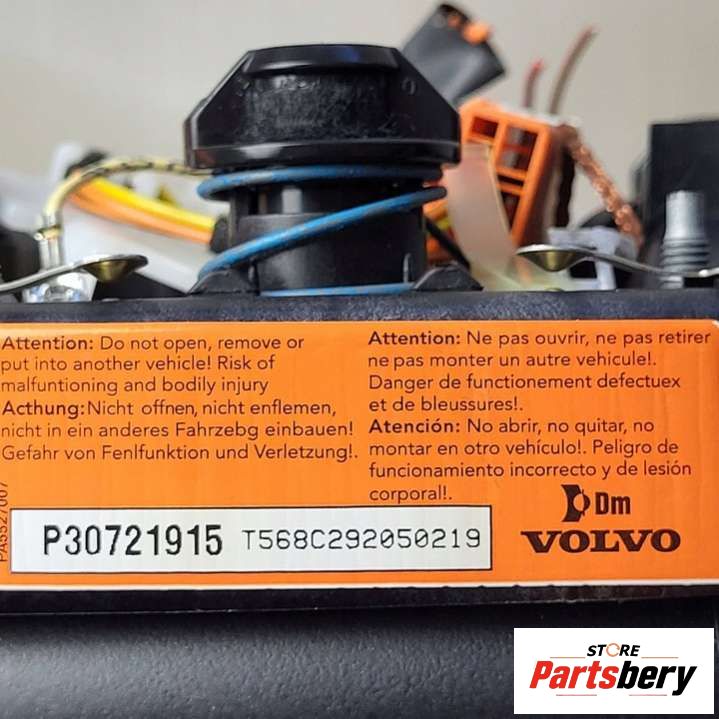 Attention: Do not open, remove or
put into another vehicle! Risk of
malfuntioning and bodily injury
Acthung: Nicht offnen, nicht enflemen,
nicht in ein anderes Fahrzebg einbauen!
Gefahr von Fenlfunktion und Verletzung!.
Attention: Ne pas ouvrir, ne pas retirer
ne pas monter un autre vehicule!.
Danger de functionement defectuex
et de bleussures!.
Atención: No abrir, no quitar, no
montar en otro vehículo!. Peligro de
funcionamiento incorrecto y de lesión
corporal!.
PA5527007
P30721915 T568C292050219
Dm
VOLVO
STORE
Partsbery